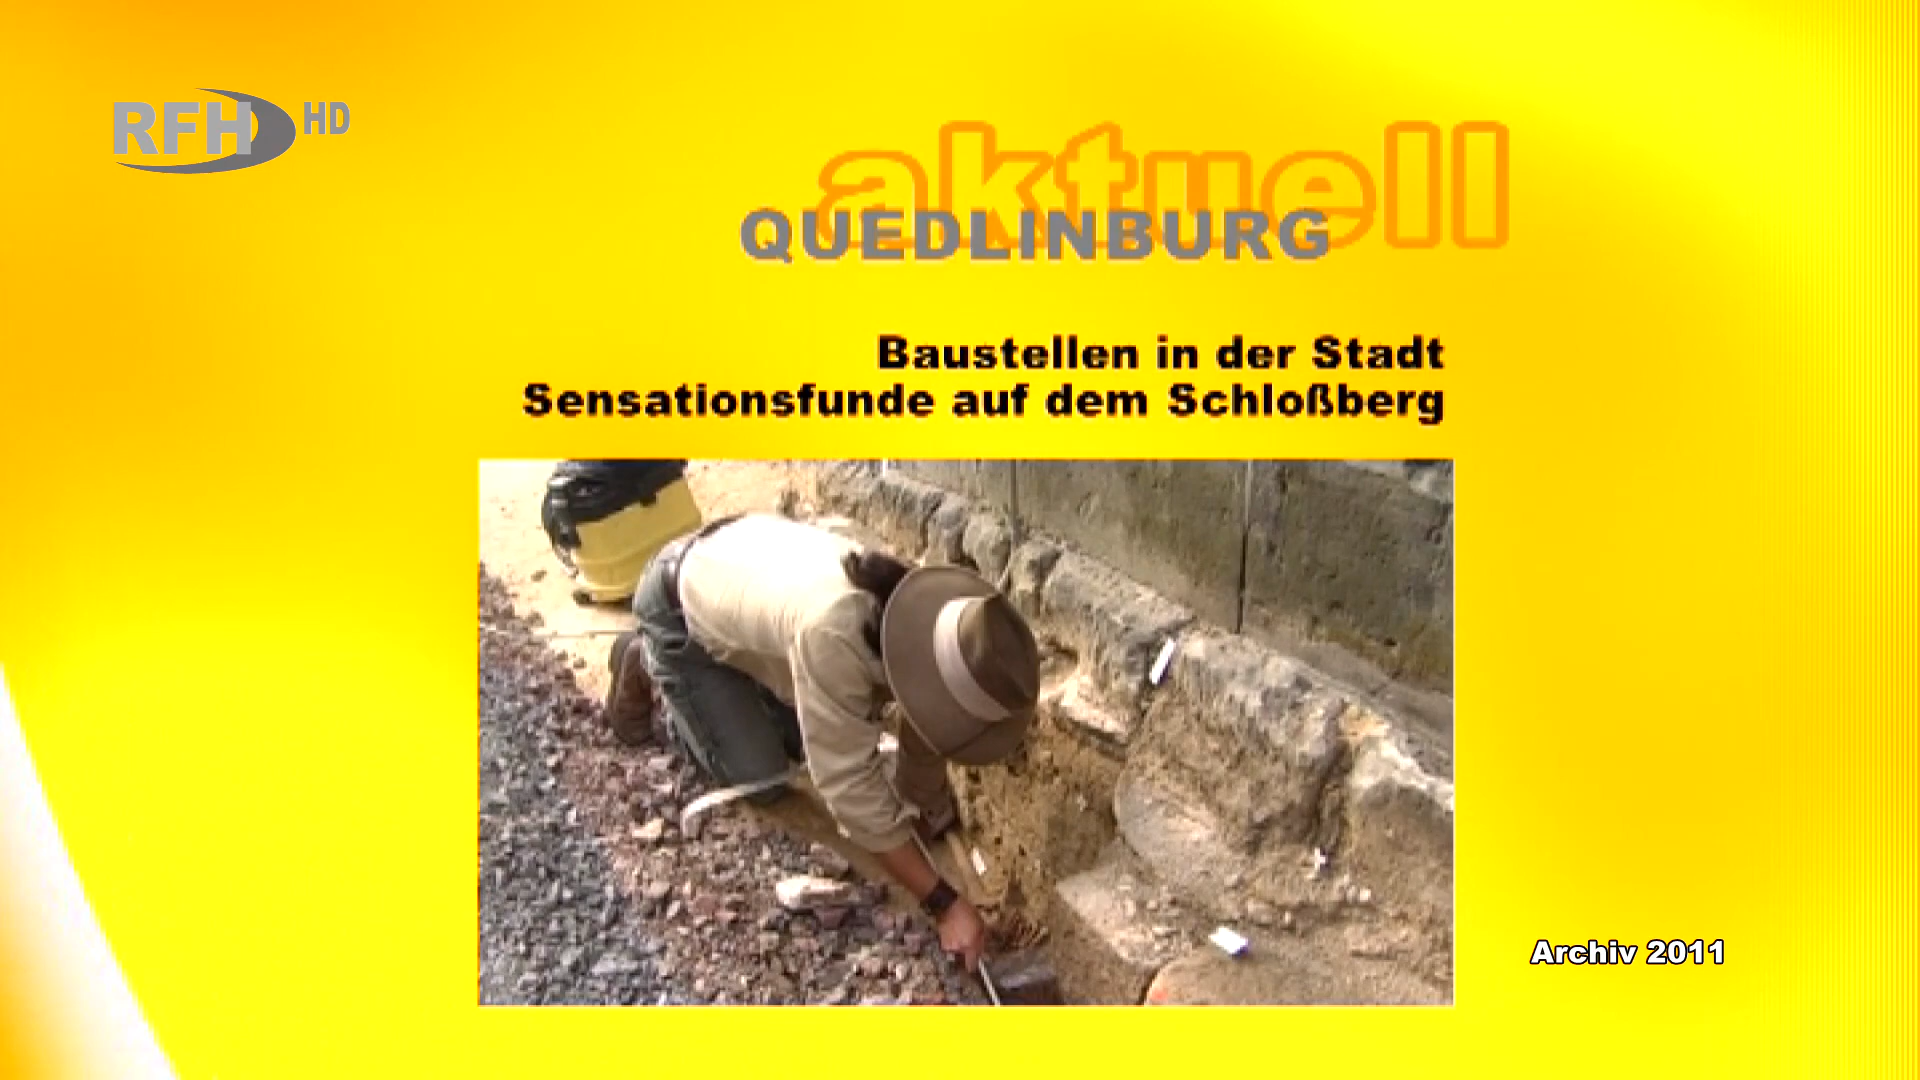 RFH HD
aktuell
QUEDLINBURG
Baustellen in der Stadt
Sensationsfunde auf dem Schloßberg
Archiv 2011